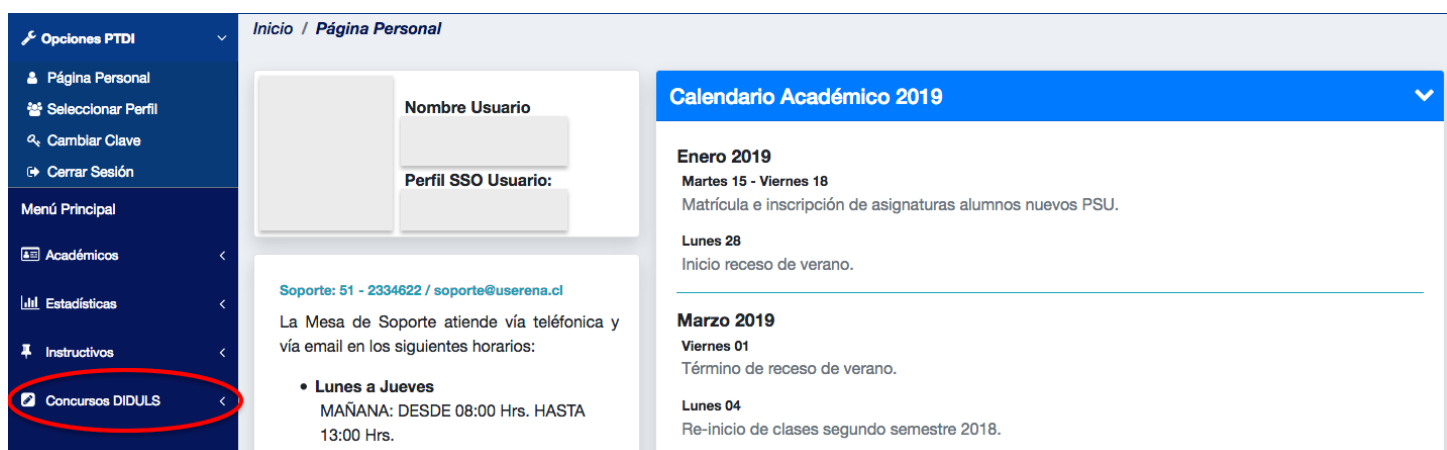 Opciones PTDI
Página Personal
Seleccionar Perfil
Cambiar Clave
Cerrar Sesión
Menú Principal
Académicos
Estadísticas
Instructivos
Concursos DIDULS
Inicio / Página Personal
Nombre Usuario
Perfil SSO Usuario:
Soporte: 51 - 2334622 / soporte@userena.cl
La Mesa de Soporte atiende vía teléfonica y
vía email en los siguientes horarios:
• Lunes a Jueves
MAÑANA: DESDE 08:00 Hrs. HASTA
13:00 Hrs.
Calendario Académico 2019
Enero 2019
Martes 15 - Viernes 18
Matrícula e inscripción de asignaturas alumnos nuevos PSU.
Lunes 28
Inicio receso de verano.
Marzo 2019
Viernes 01
Término de receso de verano.
Lunes 04
Re-inicio de clases segundo semestre 2018.